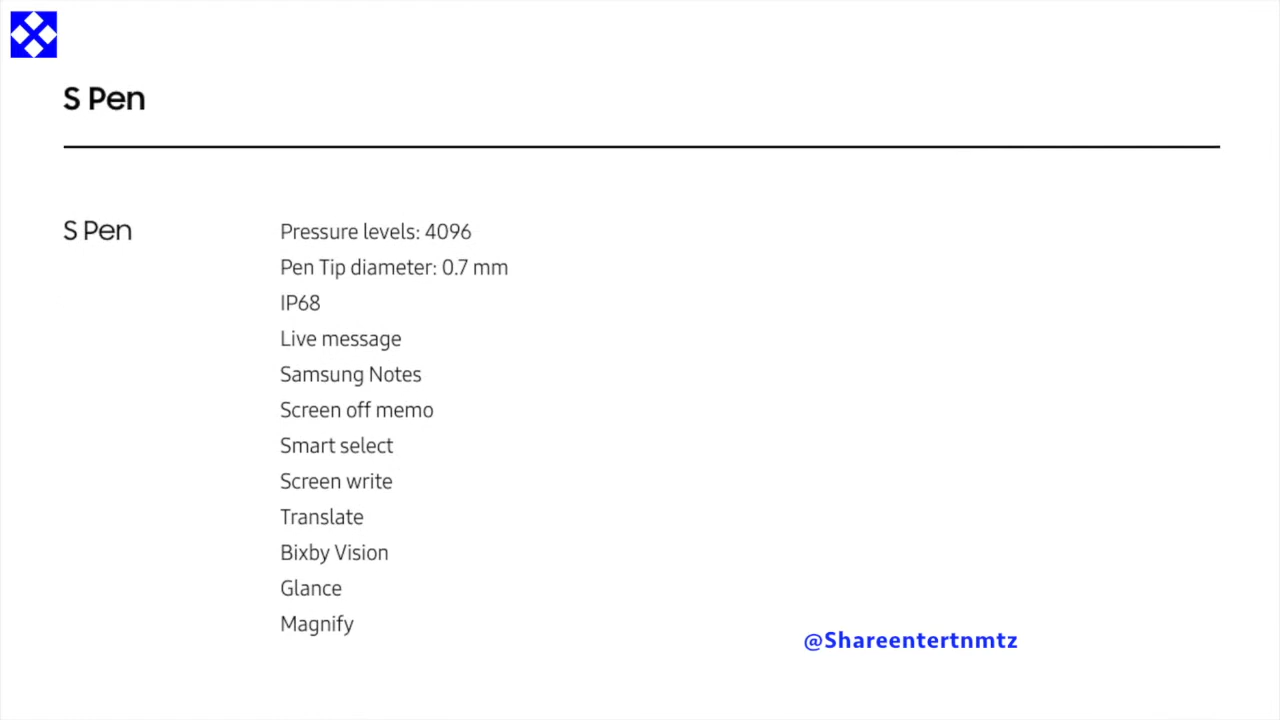 S Pen
S Pen
Pressure levels: 4096
Pen Tip diameter: 0.7 mm
IP68
Live message
Samsung Notes
Screen off memo
Smart select
Screen write
Translate
Bixby Vision
Glance
Magnify
@Shareentertnmtz